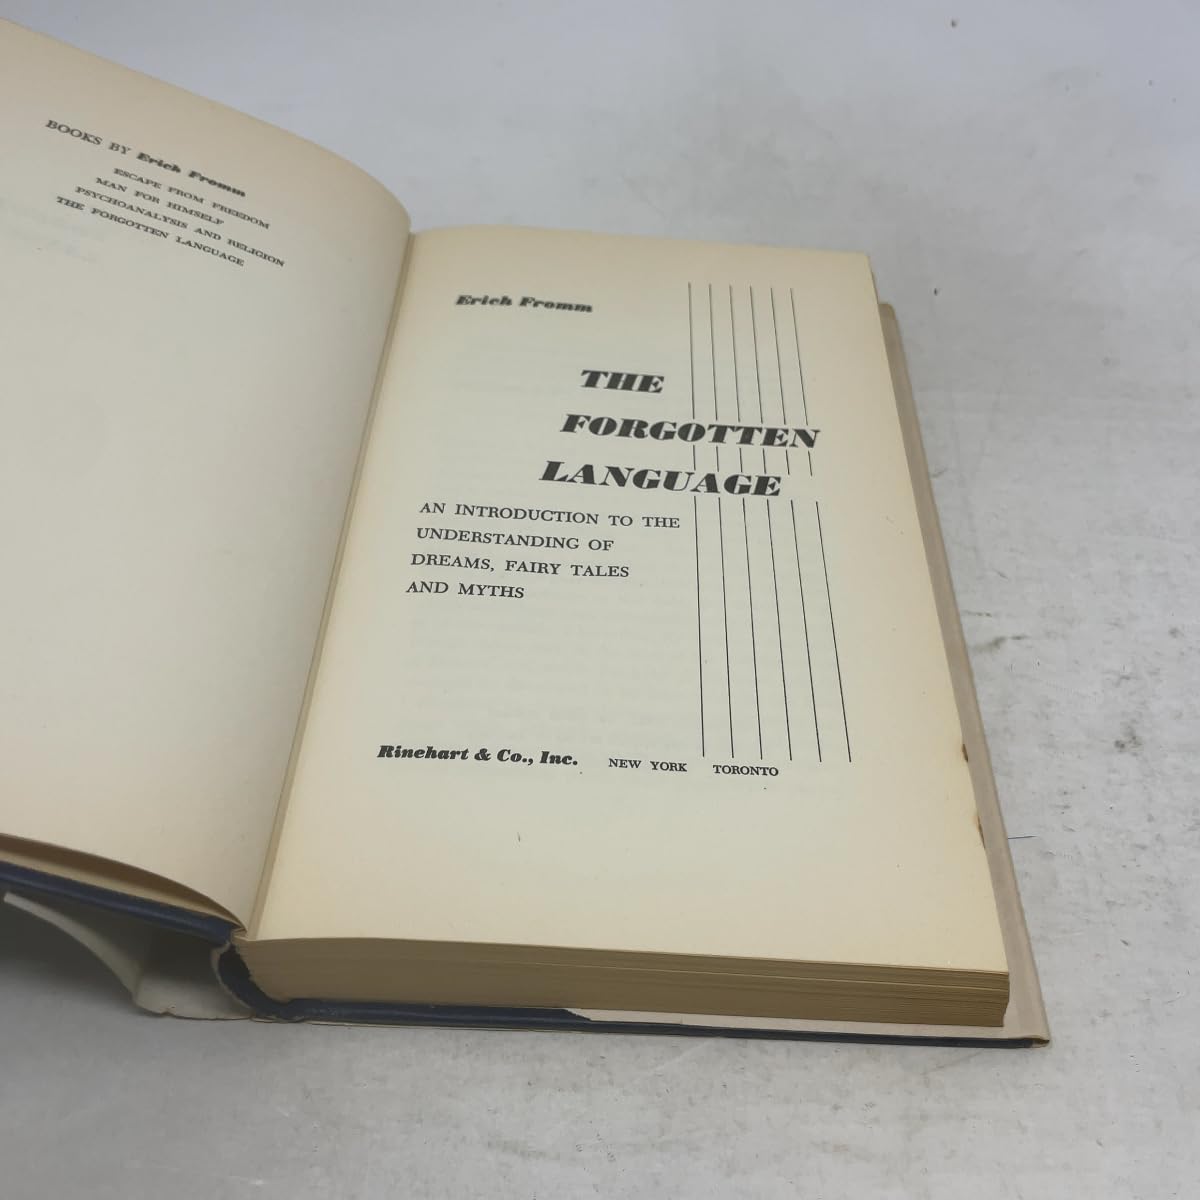 BOOKS BY Erich Fromm
ESCAPE FROM FREEDOM
MAN FOR HIMSELF
PSYCHOANALYSIS AND RELIGION
THE FORGOTTEN LANGUAGE
Erich Fromm
THE
FORGOTTEN
LANGUAGE
AN INTRODUCTION TO THE
UNDERSTANDING OF
DREAMS, FAIRY TALES
AND MYTHS
Rinehart & Co., Inc. NEW YORK TORONTO